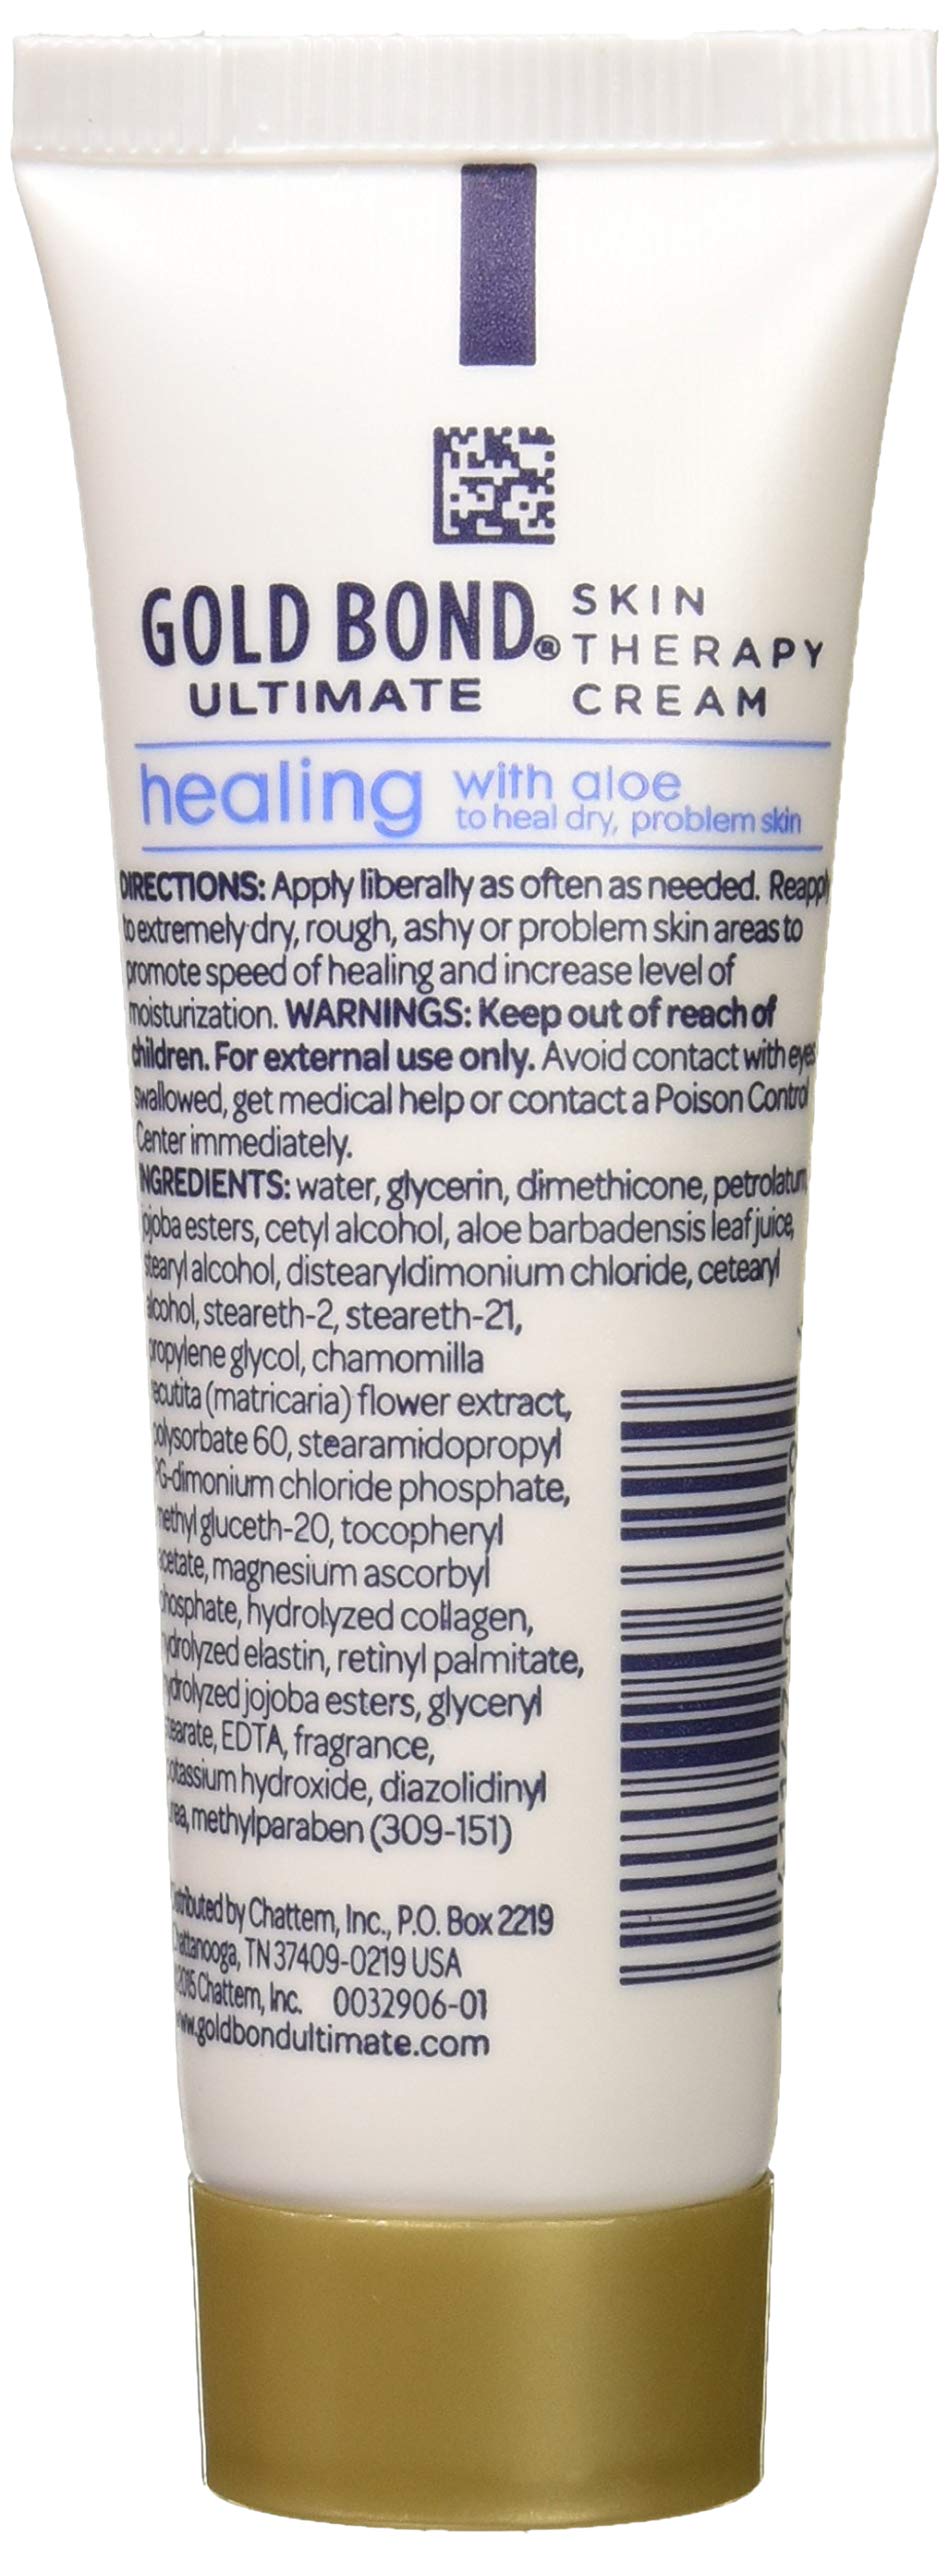 GOLD BOND® SKIN
THERAPY
ULTIMATE CREAM
healing with aloe
to heal dry, problem skin
DIRECTIONS: Apply liberally as often as needed. Reapply
to extremely dry, rough, ashy or problem skin areas to
promote speed of healing and increase level of
moisturization. WARNINGS: Keep out of reach of
children. For external use only. Avoid contact with eyes
swallowed, get medical help or contact a Poison Control
Center immediately.
INGREDIENTS: water, glycerin, dimethicone, petrolatum,
jojoba esters, cetyl alcohol, aloe barbadensis leaf juice,
stearyl alcohol, distearyldimonium chloride, cetearyl
alcohol, steareth-2, steareth-21,
propylene glycol, chamomilla
recutita (matricaria) flower extract,
polysorbate 60, stearamidopropyl
PG-dimonium chloride phosphate,
methyl gluceth-20, tocopheryl
acetate, magnesium ascorbyl
phosphate, hydrolyzed collagen,
hydrolyzed elastin, retinyl palmitate,
hydrolyzed jojoba esters, glyceryl
stearate, EDTA, fragrance,
potassium hydroxide, diazolidinyl
urea, methylparaben (309-151)
Distributed by Chattem, Inc., P.O. Box 2219
Chattanooga, TN 37409-0219 USA
©2015 Chattem, Inc. 0032906-01
www.goldbondultimate.com